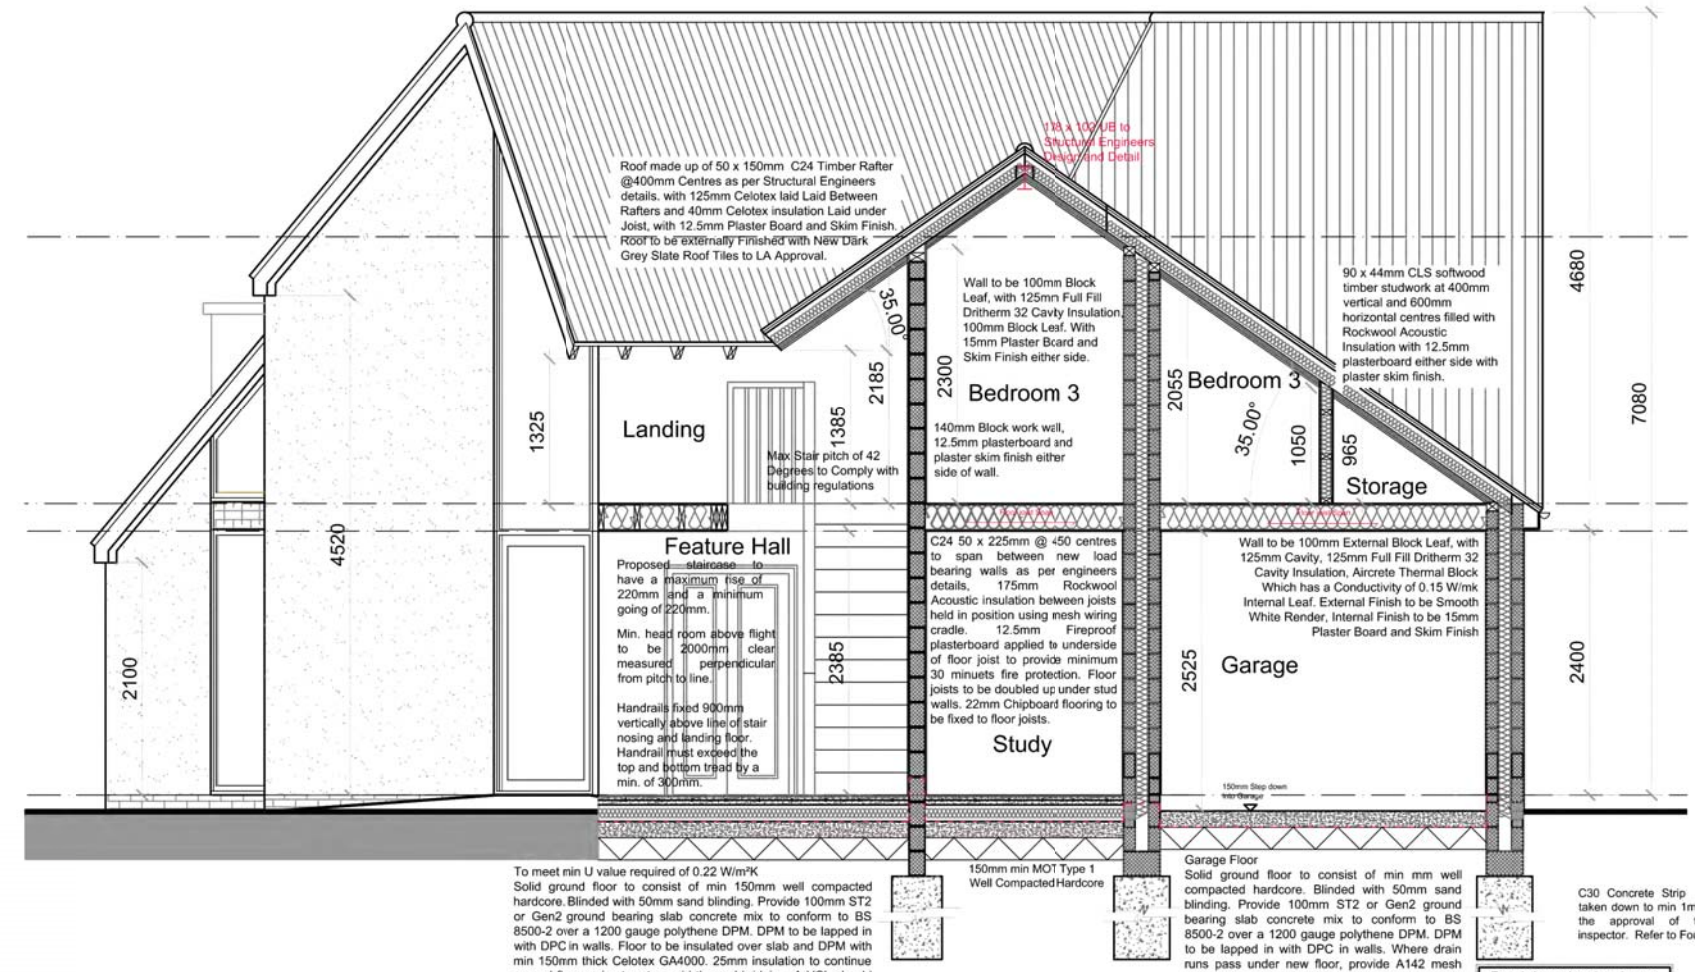 178 x 102 UB to
Structural Engineers
Design and Detail
Roof made up of 50 x 150mm C24 Timber Rafter
@400mm Centres as per Structural Engineers
details. with 125mm Celotex laid Laid Between
Rafters and 40mm Celotex insulation Laid under
Joist, with 12.5mm Plaster Board and Skim Finish.
Roof to be externally Finished with New Dark
Grey Slate Roof Tiles to LA Approval.
35.00°
Wall to be 100mm Block
Leaf, with 125mm Full Fill
Dritherm 32 Cavity Insulation,
100mm Block Leaf. With
15mm Plaster Board and
Skim Finish either side.
90 x 44mm CLS softwood
timber studwork at 400mm
vertical and 600mm
horizontal centres filled with
Rockwool Acoustic
Insulation with 12.5mm
plasterboard either side with
plaster skim finish.
4680
7080
1325
Landing
1385
2185
2300
Bedroom 3
2055
Bedroom 3
35.00°
1050
965
Storage
Max Stair pitch of 42
Degrees to Comply with
building regulations
140mm Block work wall,
12.5mm plasterboard and
plaster skim finish either
side of wall.
4520
2100
Feature Hall
Proposed staircase to
have a maximum rise of
220mm and a minimum
going of 220mm.
Min. head room above flight
to be 2000mm clear
measured perpendicular
from pitch to line.
Handrails fixed 900mm
vertically above line of stair
nosing and landing floor.
Handrail must exceed the
top and bottom tread by a
min. of 300mm.
2385
C24 50 x 225mm @ 450 centres
to span between new load
bearing walls as per engineers
details, 175mm Rockwool
Acoustic insulation between joists
held in position using mesh wiring
cradle. 12.5mm Fireproof
plasterboard applied to underside
of floor joist to provide minimum
30 minuets fire protection. Floor
joists to be doubled up under stud
walls. 22mm Chipboard flooring to
be fixed to floor joists.
Study
Wall to be 100mm External Block Leaf, with
125mm Cavity, 125mm Full Fill Dritherm 32
Cavity Insulation, Aircrete Thermal Block
Which has a Conductivity of 0.15 W/mk
Internal Leaf. External Finish to be Smooth
White Render, Internal Finish to be 15mm
Plaster Board and Skim Finish
2525
Garage
2400
150mm Step down
into Garage
To meet min U value required of 0.22 W/m²K
Solid ground floor to consist of min 150mm well compacted
hardcore. Blinded with 50mm sand blinding. Provide 100mm ST2
or Gen2 ground bearing slab concrete mix to conform to BS
8500-2 over a 1200 gauge polythene DPM. DPM to be lapped in
with DPC in walls. Floor to be insulated over slab and DPM with
min 150mm thick Celotex GA4000. 25mm insulation to continue
150mm min MOT Type 1
Well Compacted Hardcore
Garage Floor
Solid ground floor to consist of min mm well
compacted hardcore. Blinded with 50mm sand
blinding. Provide 100mm ST2 or Gen2 ground
bearing slab concrete mix to conform to BS
8500-2 over a 1200 gauge polythene DPM. DPM
to be lapped in with DPC in walls. Where drain
runs pass under new floor, provide A142 mesh
C30 Concrete Strip
taken down to min 1m
the approval of
inspector. Refer to